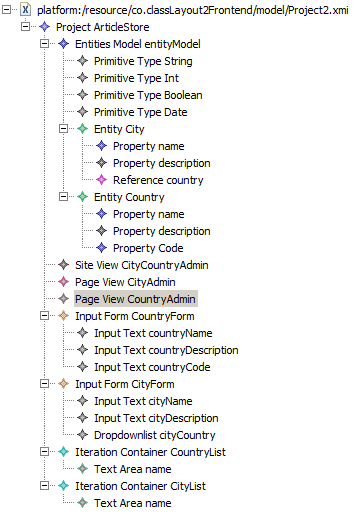 platform:/resource/co.classLayout2Frontend/model/Project2.xmi
Project ArticleStore
Entities Model entityModel
Primitive Type String
Primitive Type Int
Primitive Type Boolean
Primitive Type Date
Entity City
Property name
Property description
Reference country
Entity Country
Property name
Property description
Property Code
Site View CityCountryAdmin
Page View CityAdmin
Page View CountryAdmin
Input Form CountryForm
Input Text countryName
Input Text countryDescription
Input Text countryCode
Input Form CityForm
Input Text cityName
Input Text cityDescription
Dropdownlist cityCountry
Iteration Container CountryList
Text Area name
Iteration Container CityList
Text Area name